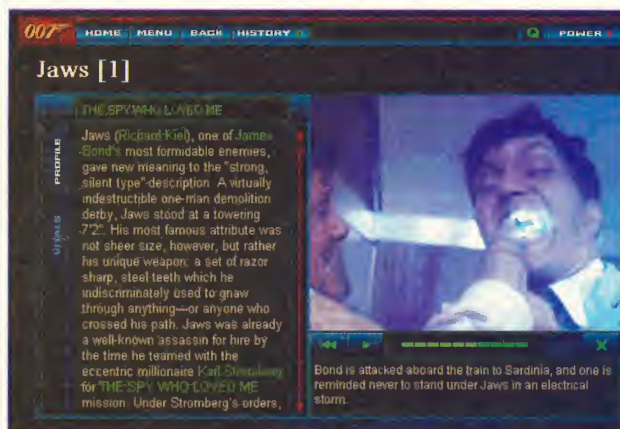 007 HOME MENU BACK HISTORY Q POWER
Jaws [1]
THE SPY WHO LOVED ME
PROFILE
VITALS
Jaws (Richard Kiel), one of James
Bond's most formidable enemies,
gave new meaning to the "strong,
silent type" description. A virtually
indestructible one-man demolition
derby, Jaws stood at a towering
7'2". His most famous attribute was
not sheer size, however, but rather
his unique weapon: a set of razor
sharp, steel teeth which he
indiscriminately used to gnaw
through anything—or anyone who
crossed his path. Jaws was already
a well-known assassin for hire by
the time he teamed with the
eccentric millionaire Karl Stromberg
for THE SPY WHO LOVED ME
mission. Under Stromberg's orders,
Bond is attacked aboard the train to Sardinia, and one is
reminded never to stand under Jaws in an electrical
storm.